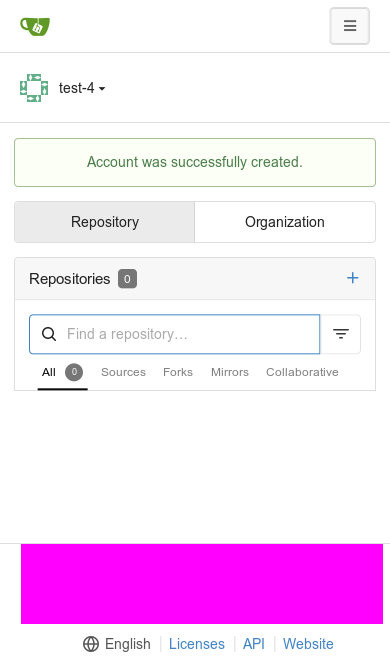 test-4
Account was successfully created.
Repository Organization
Repositories 0
Find a repository...
All 0 Sources Forks Mirrors Collaborative
English Licenses API Website